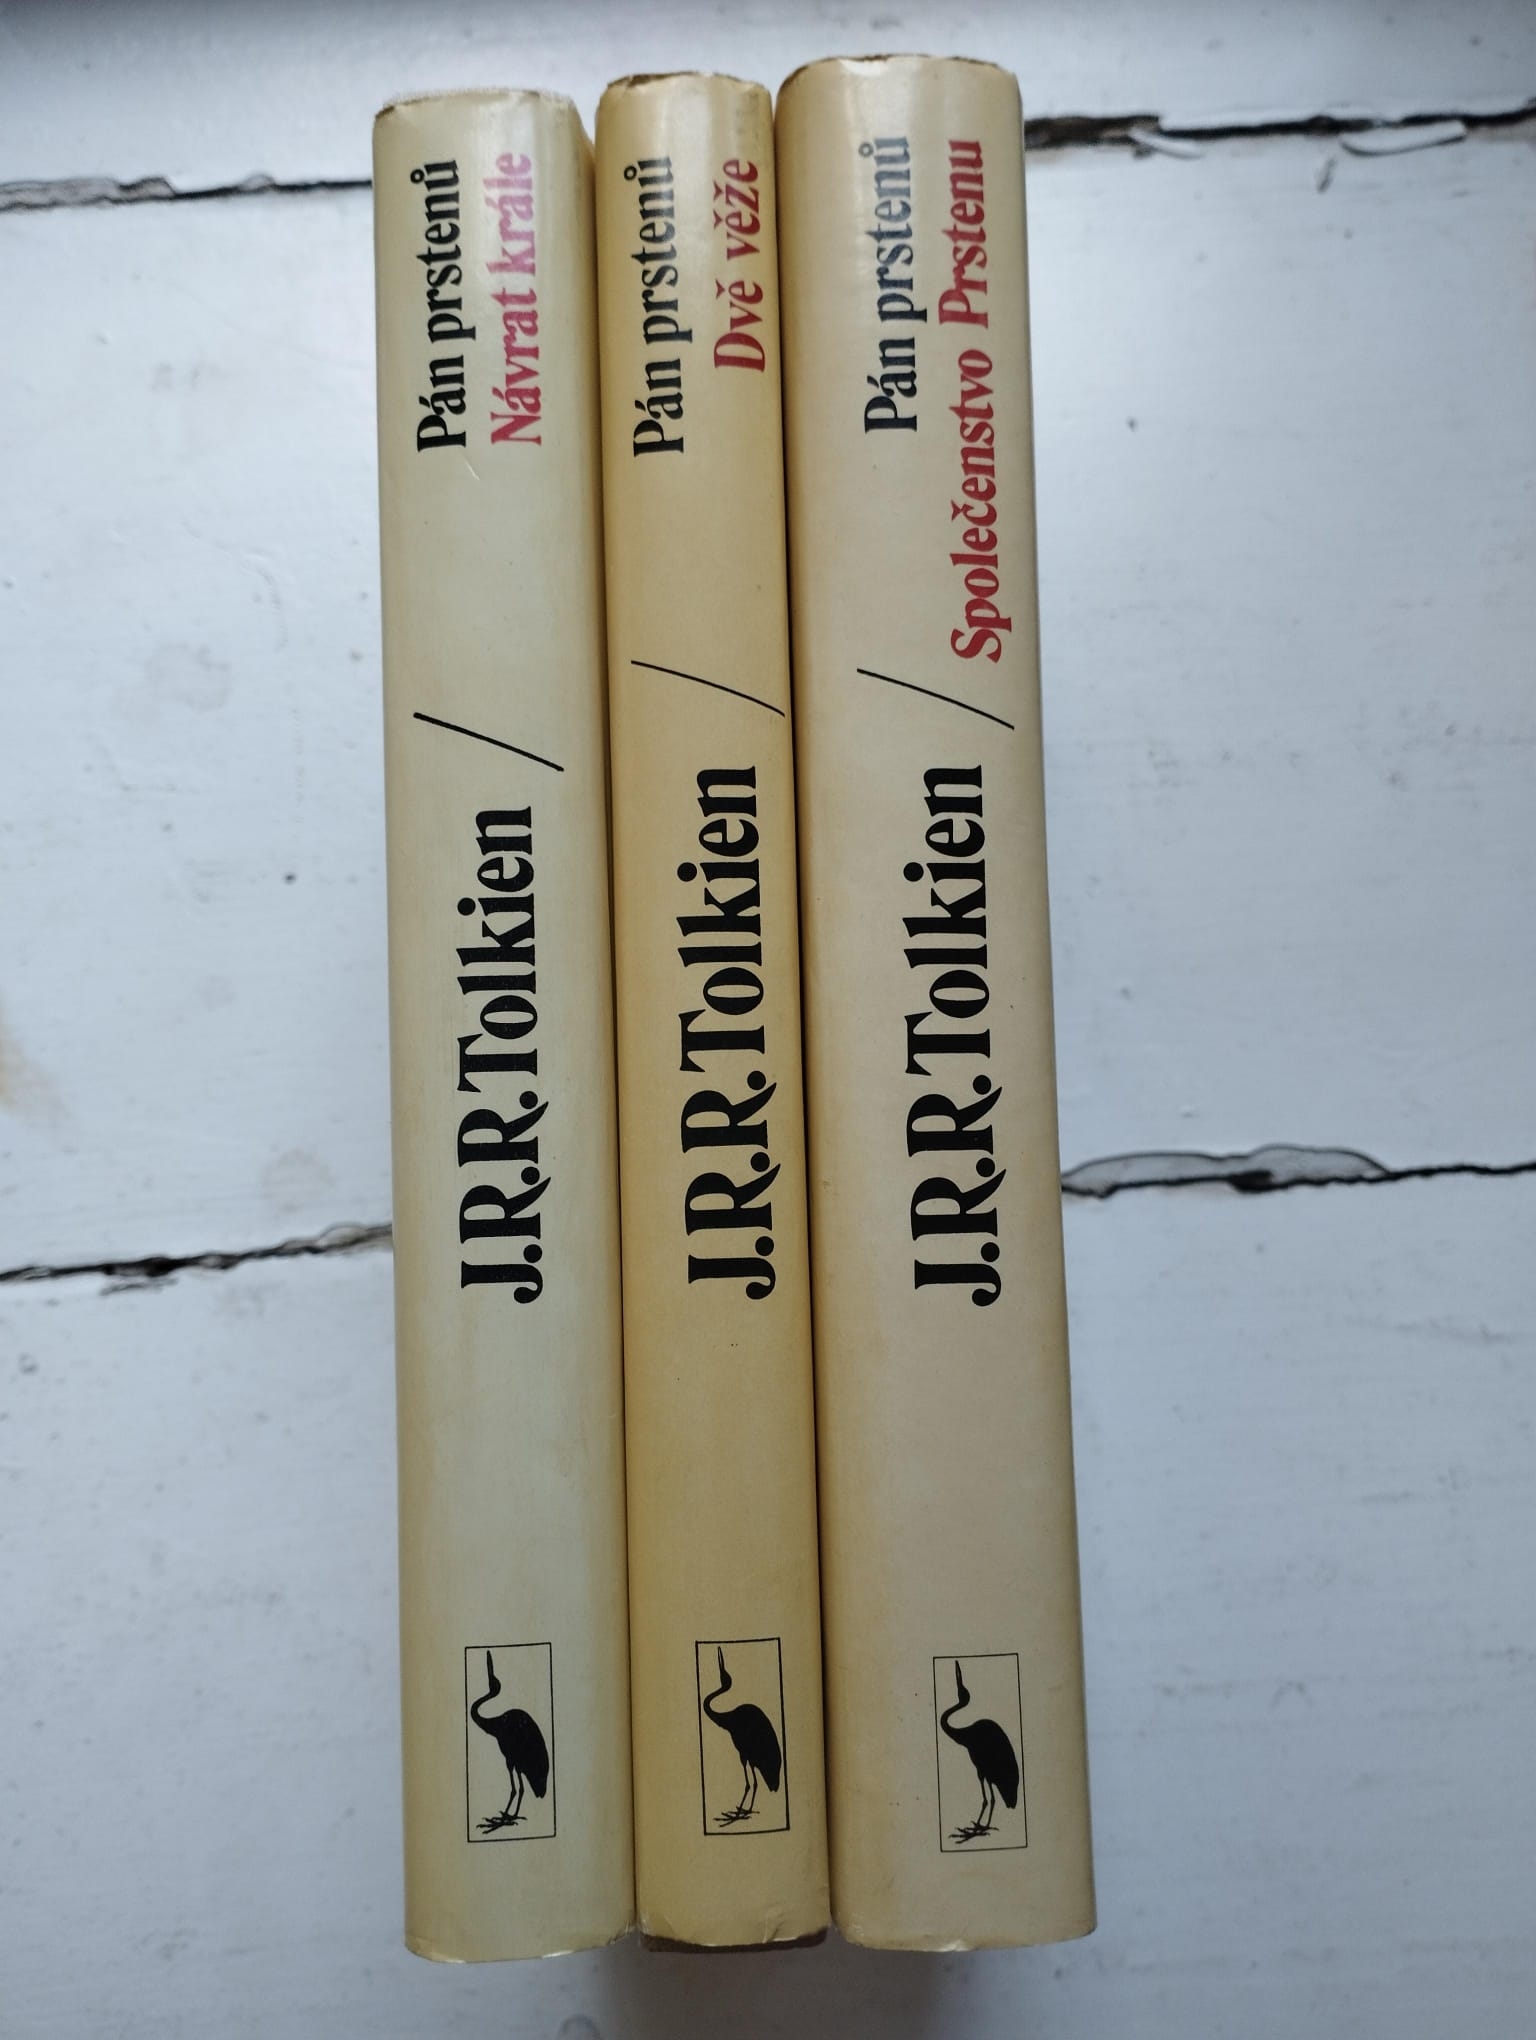 J.R.R.Tolkien / Pán prstenů
Návrat krále
J.R.R.Tolkien / Pán prstenů
Dvě věže
J.R.R.Tolkien / Pán prstenů
Společenstvo Prstenu